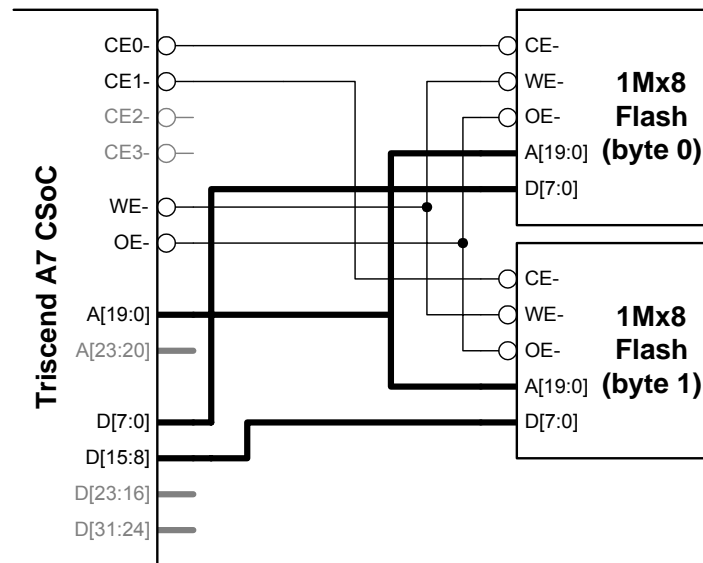 Triscend A7 CSoC
CE0-
CE1-
CE2-
CE3-
WE-
OE-
A[19:0]
A[23:20]
D[7:0]
D[15:8]
D[23:16]
D[31:24]
CE-
WE-
OE-
A[19:0]
D[7:0]
1Mx8
Flash
(byte 0)
CE-
WE-
OE-
A[19:0]
D[7:0]
1Mx8
Flash
(byte 1)